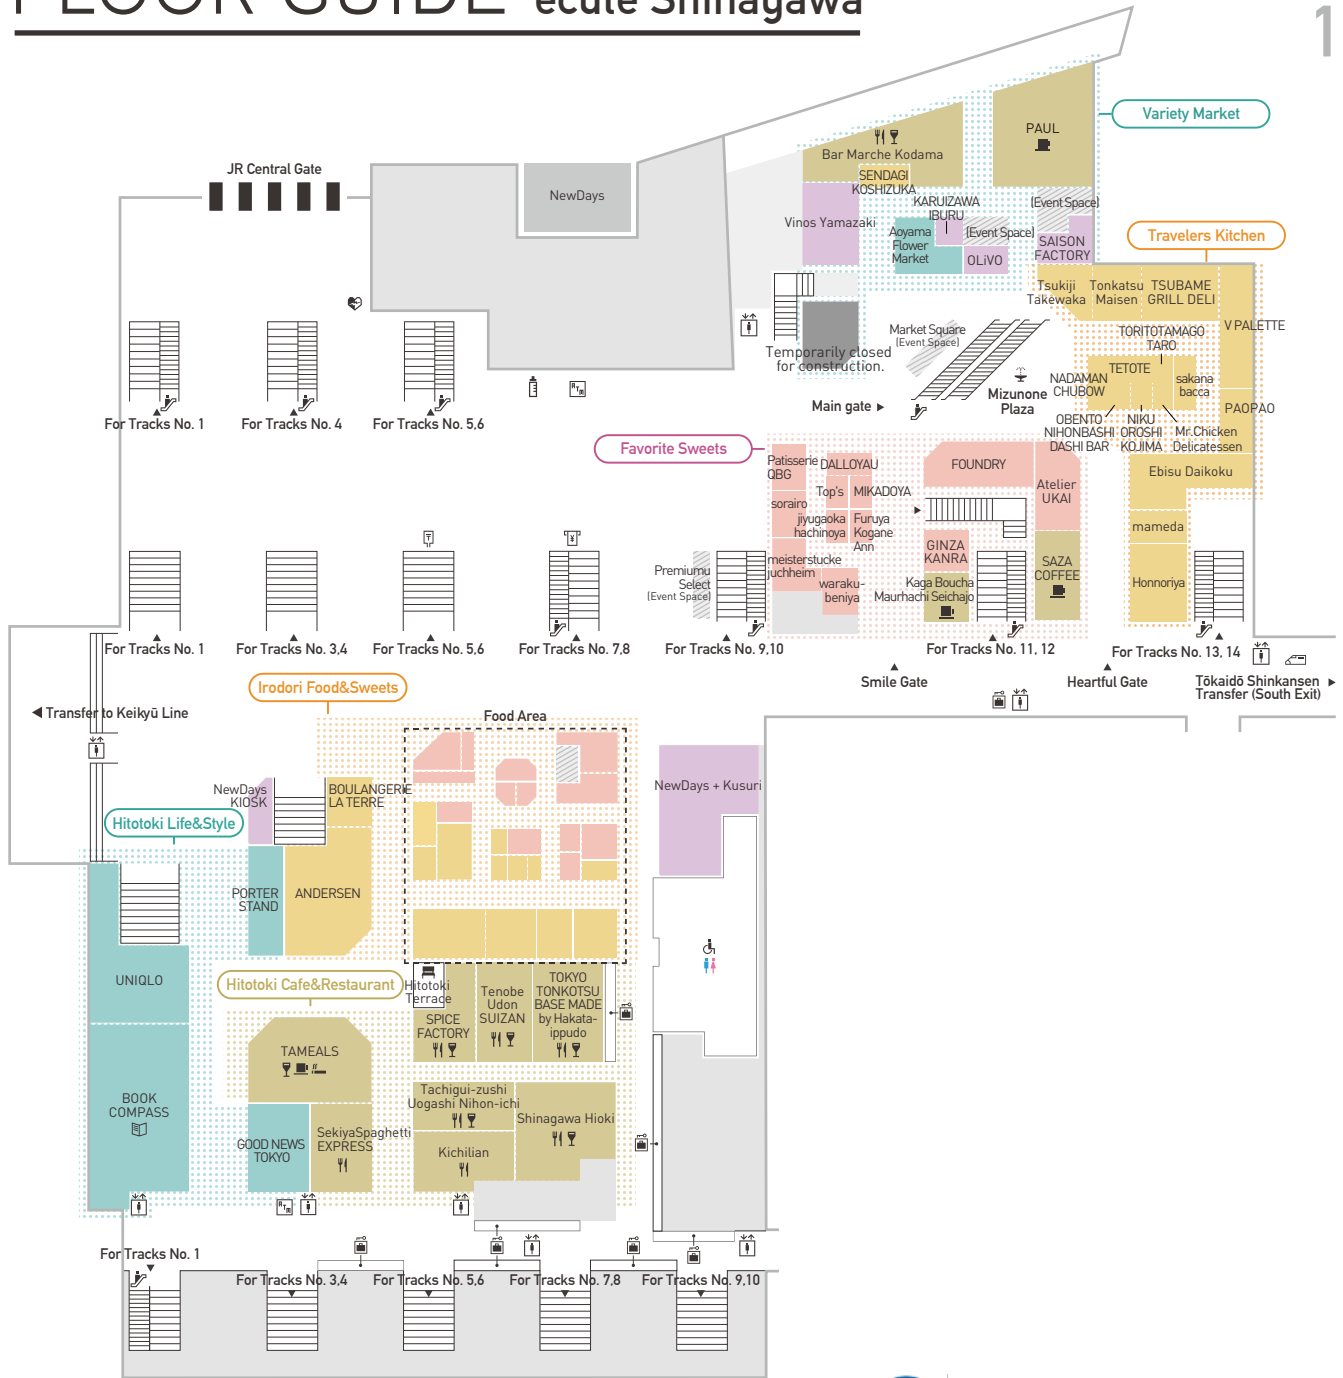 FLOOR GUIDE ecute Shinagawa
1
Variety Market
PAUL
Bar Marche Kodama
SENDAGI
KOSHIZUKA
KARUIZAWA
IBURU
(Event Space)
Vinos Yamazaki
Aoyama
Flower
Market
(Event Space)
OLiVO
SAISON
FACTORY
JR Central Gate
NewDays
Travelers Kitchen
Tsukiji
Takewaka
Tonkatsu
Maisen
TSUBAME
GRILL DELI
V PALETTE
TORITOTAMAGO
TARO
TETOTE
NADAMAN
CHUBOW
sakana
bacca
PAOPAO
OBENTO
NIHONBASHI
DASHI BAR
NIKU
OROSHI
KOJIMA
Mr.Chicken
Delicatessen
Ebisu Daikoku
mameda
Honnoriya
Market Square
(Event Space)
Temporarily closed
for construction.
Mizunone
Plaza
Main gate
For Tracks No. 1
For Tracks No. 4
For Tracks No. 5,6
Favorite Sweets
Patisserie
QBG
DALLOYAU
FOUNDRY
Atelier
UKAI
sorairo
Top's
MIKADOYA
jiyugaoka
hachinoya
Furuya
Kogane
Ann
GINZA
KANRA
meisterstucke
juchheim
waraku-
beniya
Kaga Boucha
Maurhachi Seichajo
SAZA
COFFEE
Premiumu
Select
(Event Space)
For Tracks No. 1
For Tracks No. 3,4
For Tracks No. 5,6
For Tracks No. 7,8
For Tracks No. 9,10
For Tracks No. 11, 12
For Tracks No. 13, 14
Smile Gate
Heartful Gate
Tōkaidō Shinkansen
Transfer (South Exit)
Transfer to Keikyū Line
Irodori Food&Sweets
Food Area
NewDays
KIOSK
BOULANGERIE
LA TERRE
NewDays + Kusuri
Hitotoki Life&Style
PORTER
STAND
ANDERSEN
UNIQLO
Hitotoki Cafe&Restaurant
Hitotoki
Terrace
SPICE
FACTORY
Tenobe
Udon
SUIZAN
TOKYO
TONKOTSU
BASE MADE
by Hakata-
ippudo
TAMEALS
BOOK
COMPASS
GOOD NEWS
TOKYO
SekiyaSpaghetti
EXPRESS
Tachigui-zushi
Uogashi Nihon-ichi
Kichilian
Shinagawa Hioki
For Tracks No. 1
For Tracks No. 3,4
For Tracks No. 5,6
For Tracks No. 7,8
For Tracks No. 9,10